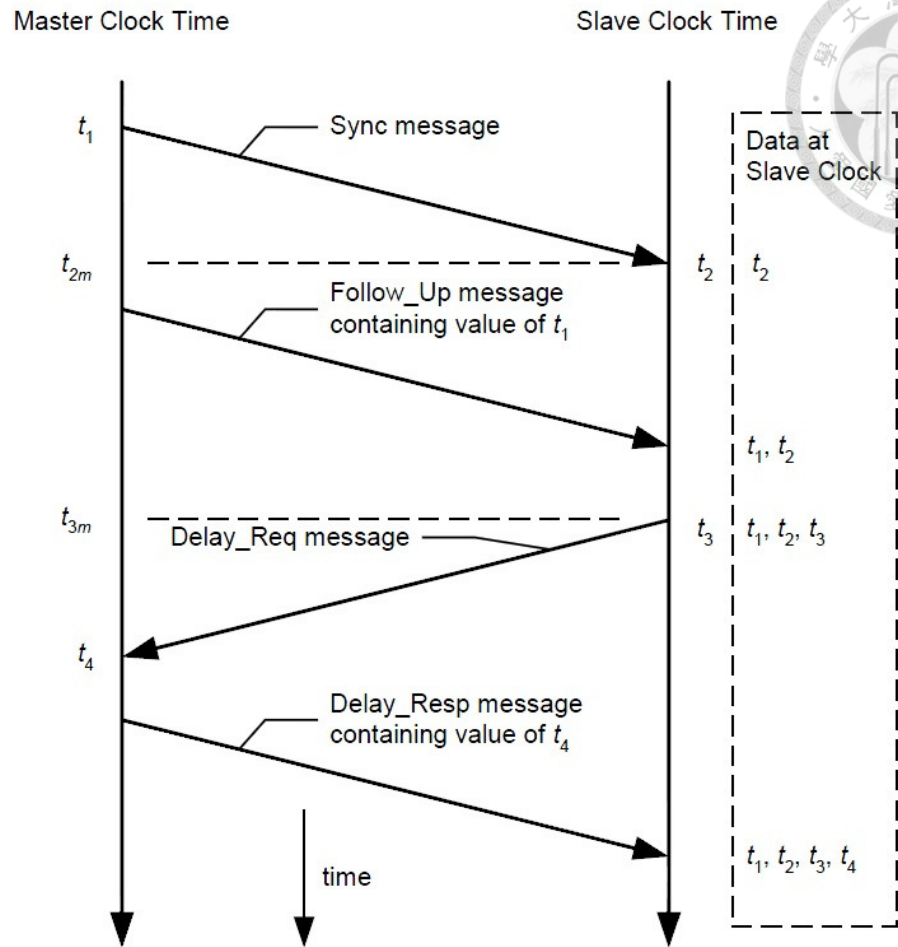 Master Clock Time
Slave Clock Time
t1
Sync message
Data at
Slave Clock
t2m
t2
t2
Follow_Up message
containing value of t1
t1, t2
t3m
Delay_Req message
t3
t1, t2, t3
t4
Delay_Resp message
containing value of t4
t1, t2, t3, t4
time
大
學